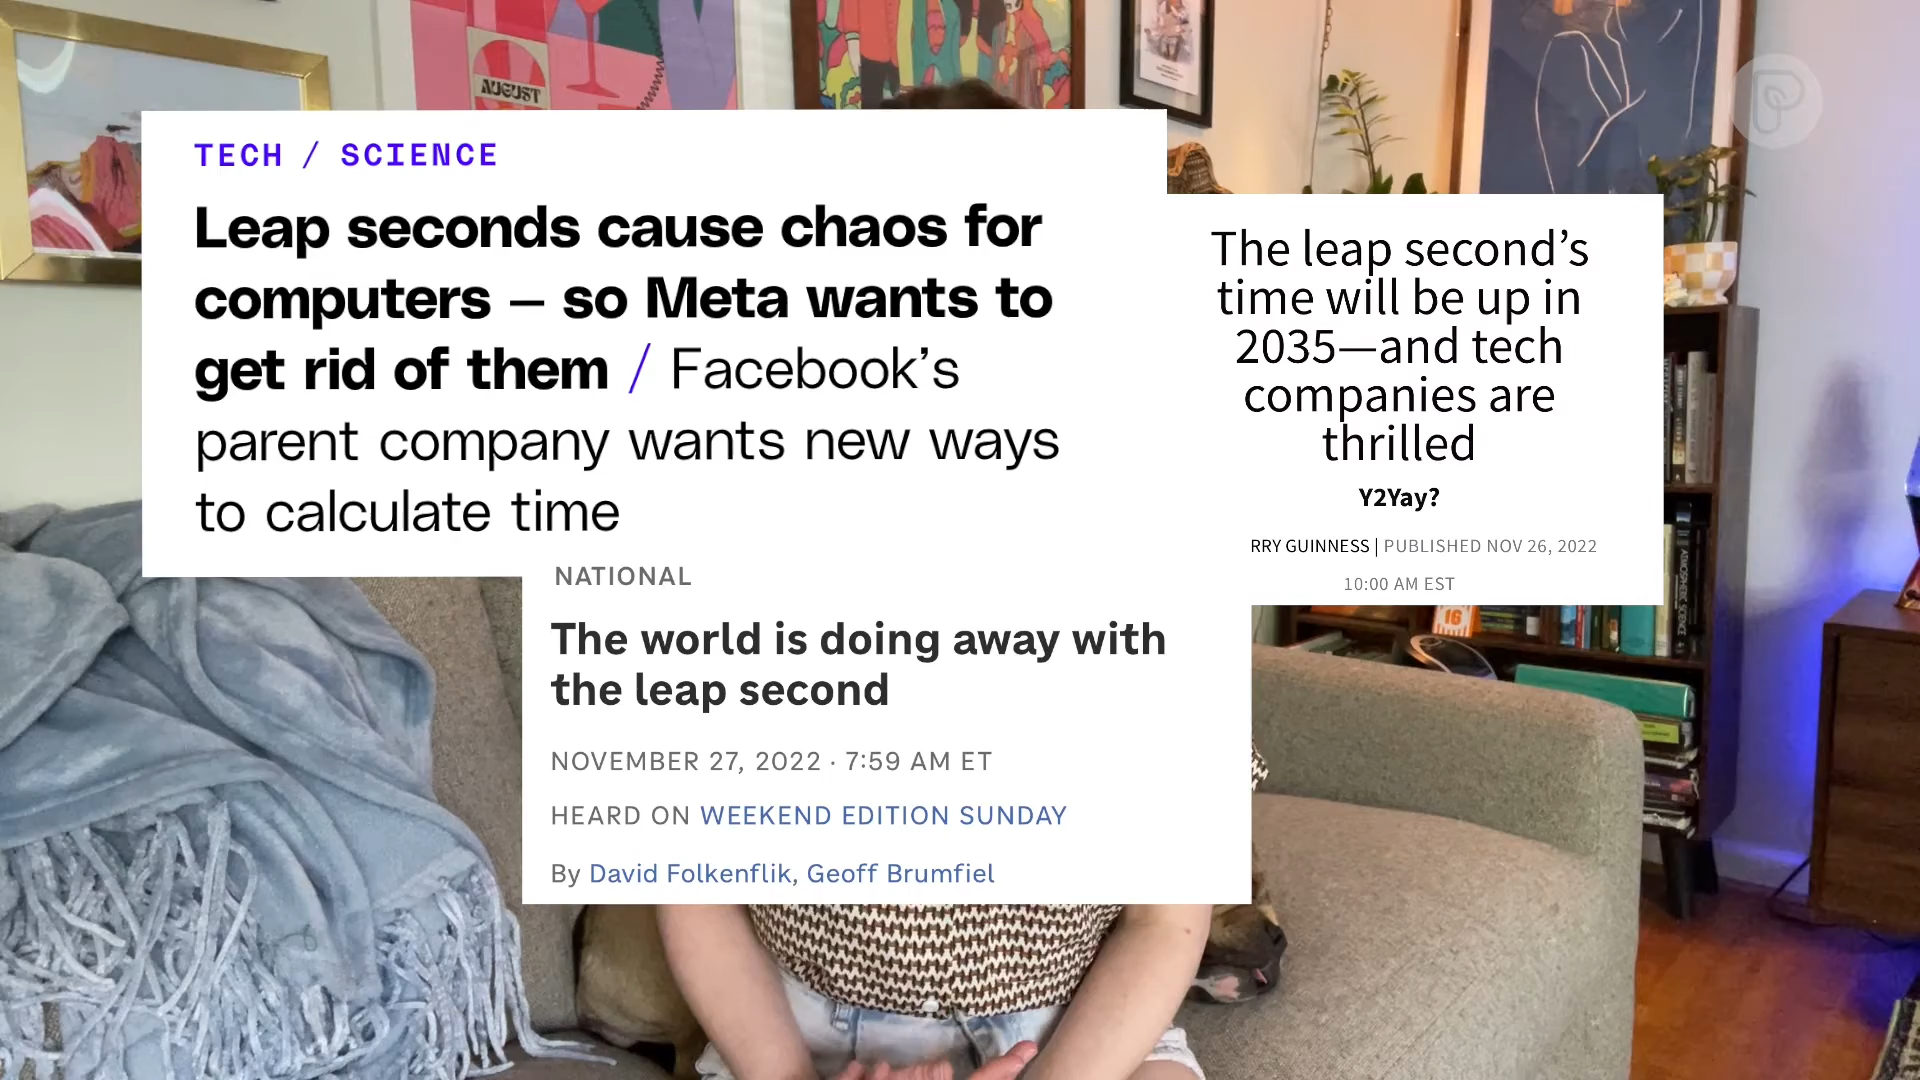 AUGUST
TECH / SCIENCE
Leap seconds cause chaos for
computers – so Meta wants to
get rid of them / Facebook’s
parent company wants new ways
to calculate time
The leap second’s
time will be up in
2035—and tech
companies are
thrilled
Y2Yay?
RRY GUINNESS | PUBLISHED NOV 26, 2022
10:00 AM EST
NATIONAL
The world is doing away with
the leap second
NOVEMBER 27, 2022 · 7:59 AM ET
HEARD ON WEEKEND EDITION SUNDAY
By David Folkenflik, Geoff Brumfiel
16
ATMOSPHERIC SCIENCE